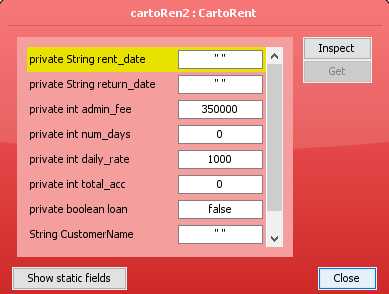 cartoRen2 : CartoRent
private String rent_date " "
Inspect
private String return_date " "
Get
private int admin_fee 350000
private int num_days 0
private int daily_rate 1000
private int total_acc 0
private boolean loan false
String CustomerName " "
Show static fields
Close